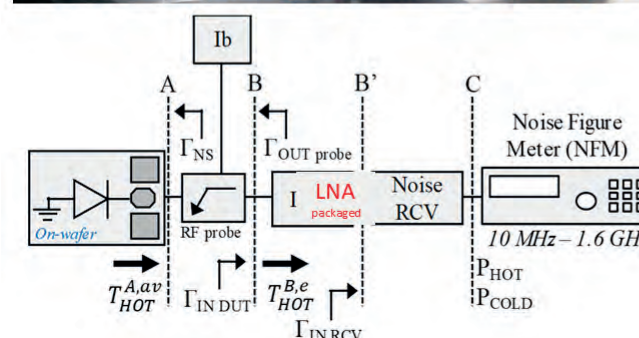 Ib
A
B
B’
C
Γ_NS
Γ_OUT probe
Noise Figure
Meter (NFM)
I
LNA
packaged
Noise
RCV
On-wafer
RF probe
10 MHz – 1.6 GH
T_HOT^A,av
Γ_IN DUT
T_HOT^B,e
Γ_IN RCV
P_HOT
P_COLD